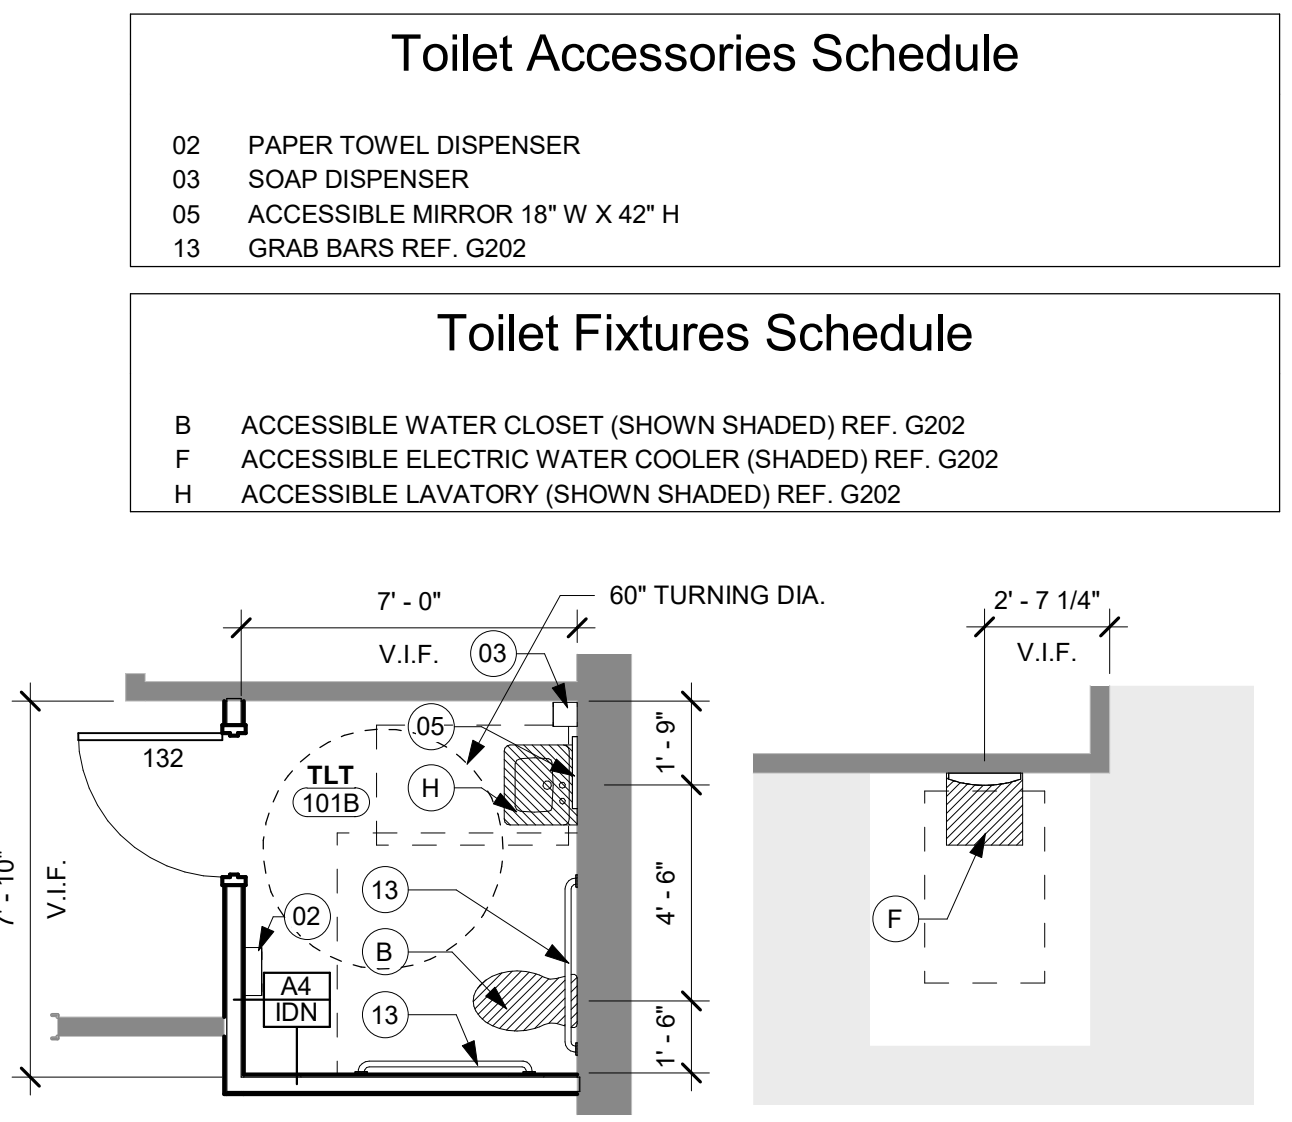 Toilet Accessories Schedule
02 PAPER TOWEL DISPENSER
03 SOAP DISPENSER
05 ACCESSIBLE MIRROR 18" W X 42" H
13 GRAB BARS REF. G202
Toilet Fixtures Schedule
B ACCESSIBLE WATER CLOSET (SHOWN SHADED) REF. G202
F ACCESSIBLE ELECTRIC WATER COOLER (SHADED) REF. G202
H ACCESSIBLE LAVATORY (SHOWN SHADED) REF. G202
7' - 0"
V.I.F.
60" TURNING DIA.
03
05
132
TLT
101B
H
1' - 9"
7' - 10"
V.I.F.
13
02
B
4' - 6"
A4
IDN
13
1' - 6"
2' - 7 1/4"
V.I.F.
F